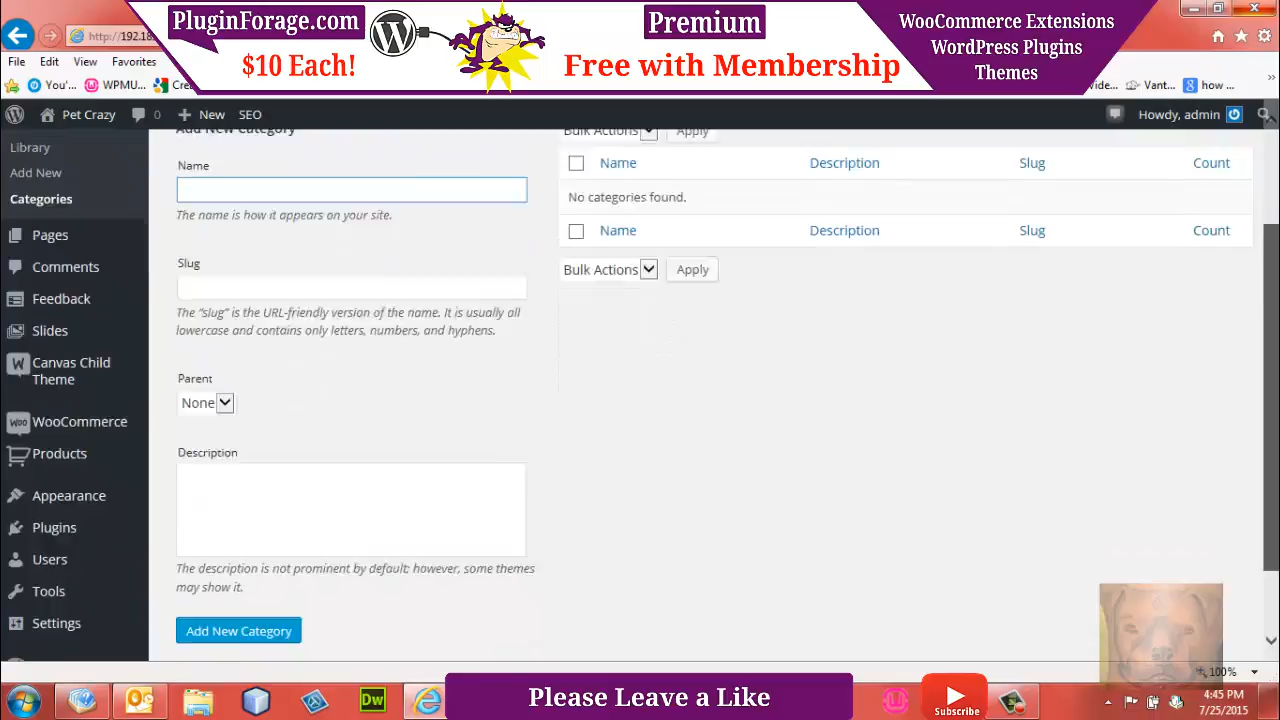 PluginForage.com
$10 Each!
Premium
Free with Membership
WooCommerce Extensions
WordPress Plugins
Themes
http://192.18
File Edit View Favorites
You'... WPMU... Cre
ide... Vant... how ...
Pet Crazy 0 New SEO Howdy, admin
Library
Add New
Categories
Pages
Comments
Feedback
Slides
Canvas Child
Theme
WooCommerce
Products
Appearance
Plugins
Users
Tools
Settings
Add New Category
Name
The name is how it appears on your site.
Slug
The "slug" is the URL-friendly version of the name. It is usually all
lowercase and contains only letters, numbers, and hyphens.
Parent
None
Description
The description is not prominent by default; however, some themes
may show it.
Add New Category
Bulk Actions Apply
Name Description Slug Count
No categories found.
Name Description Slug Count
Bulk Actions Apply
100%
Dw
Please Leave a Like
Subscribe
4:45 PM
7/25/2015